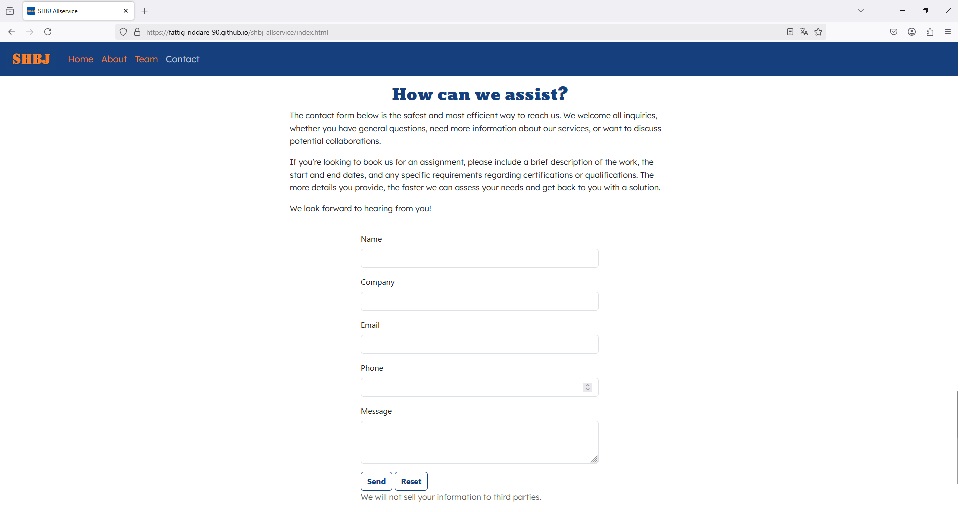 SHBJ Allservice
https://fattig-riddare-90.github.io/shbj-allservice/index.html
SHBJ Home About Team Contact
How can we assist?
The contact form below is the safest and most efficient way to reach us. We welcome all inquiries,
whether you have general questions, need more information about our services, or want to discuss
potential collaborations.
If you're looking to book us for an assignment, please include a brief description of the work, the
start and end dates, and any specific requirements regarding certifications or qualifications. The
more details you provide, the faster we can assess your needs and get back to you with a solution.
We look forward to hearing from you!
Name
Company
Email
Phone
Message
Send Reset
We will not sell your information to third parties.